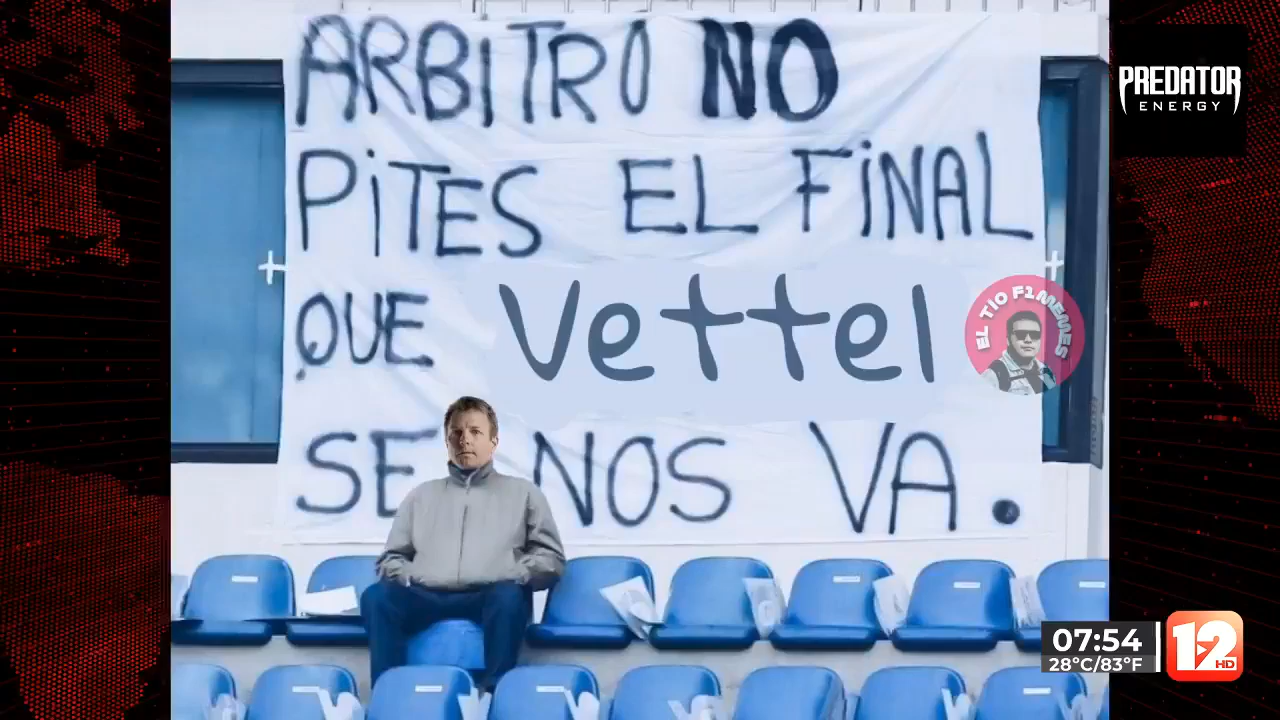 ARBITRO NO
PiTES EL FiNAL
QUE Vettel
SE NOS VA.
EL TÍO F1MEMES
PREDATOR
ENERGY
07:54
28°C/83°F
12
HD